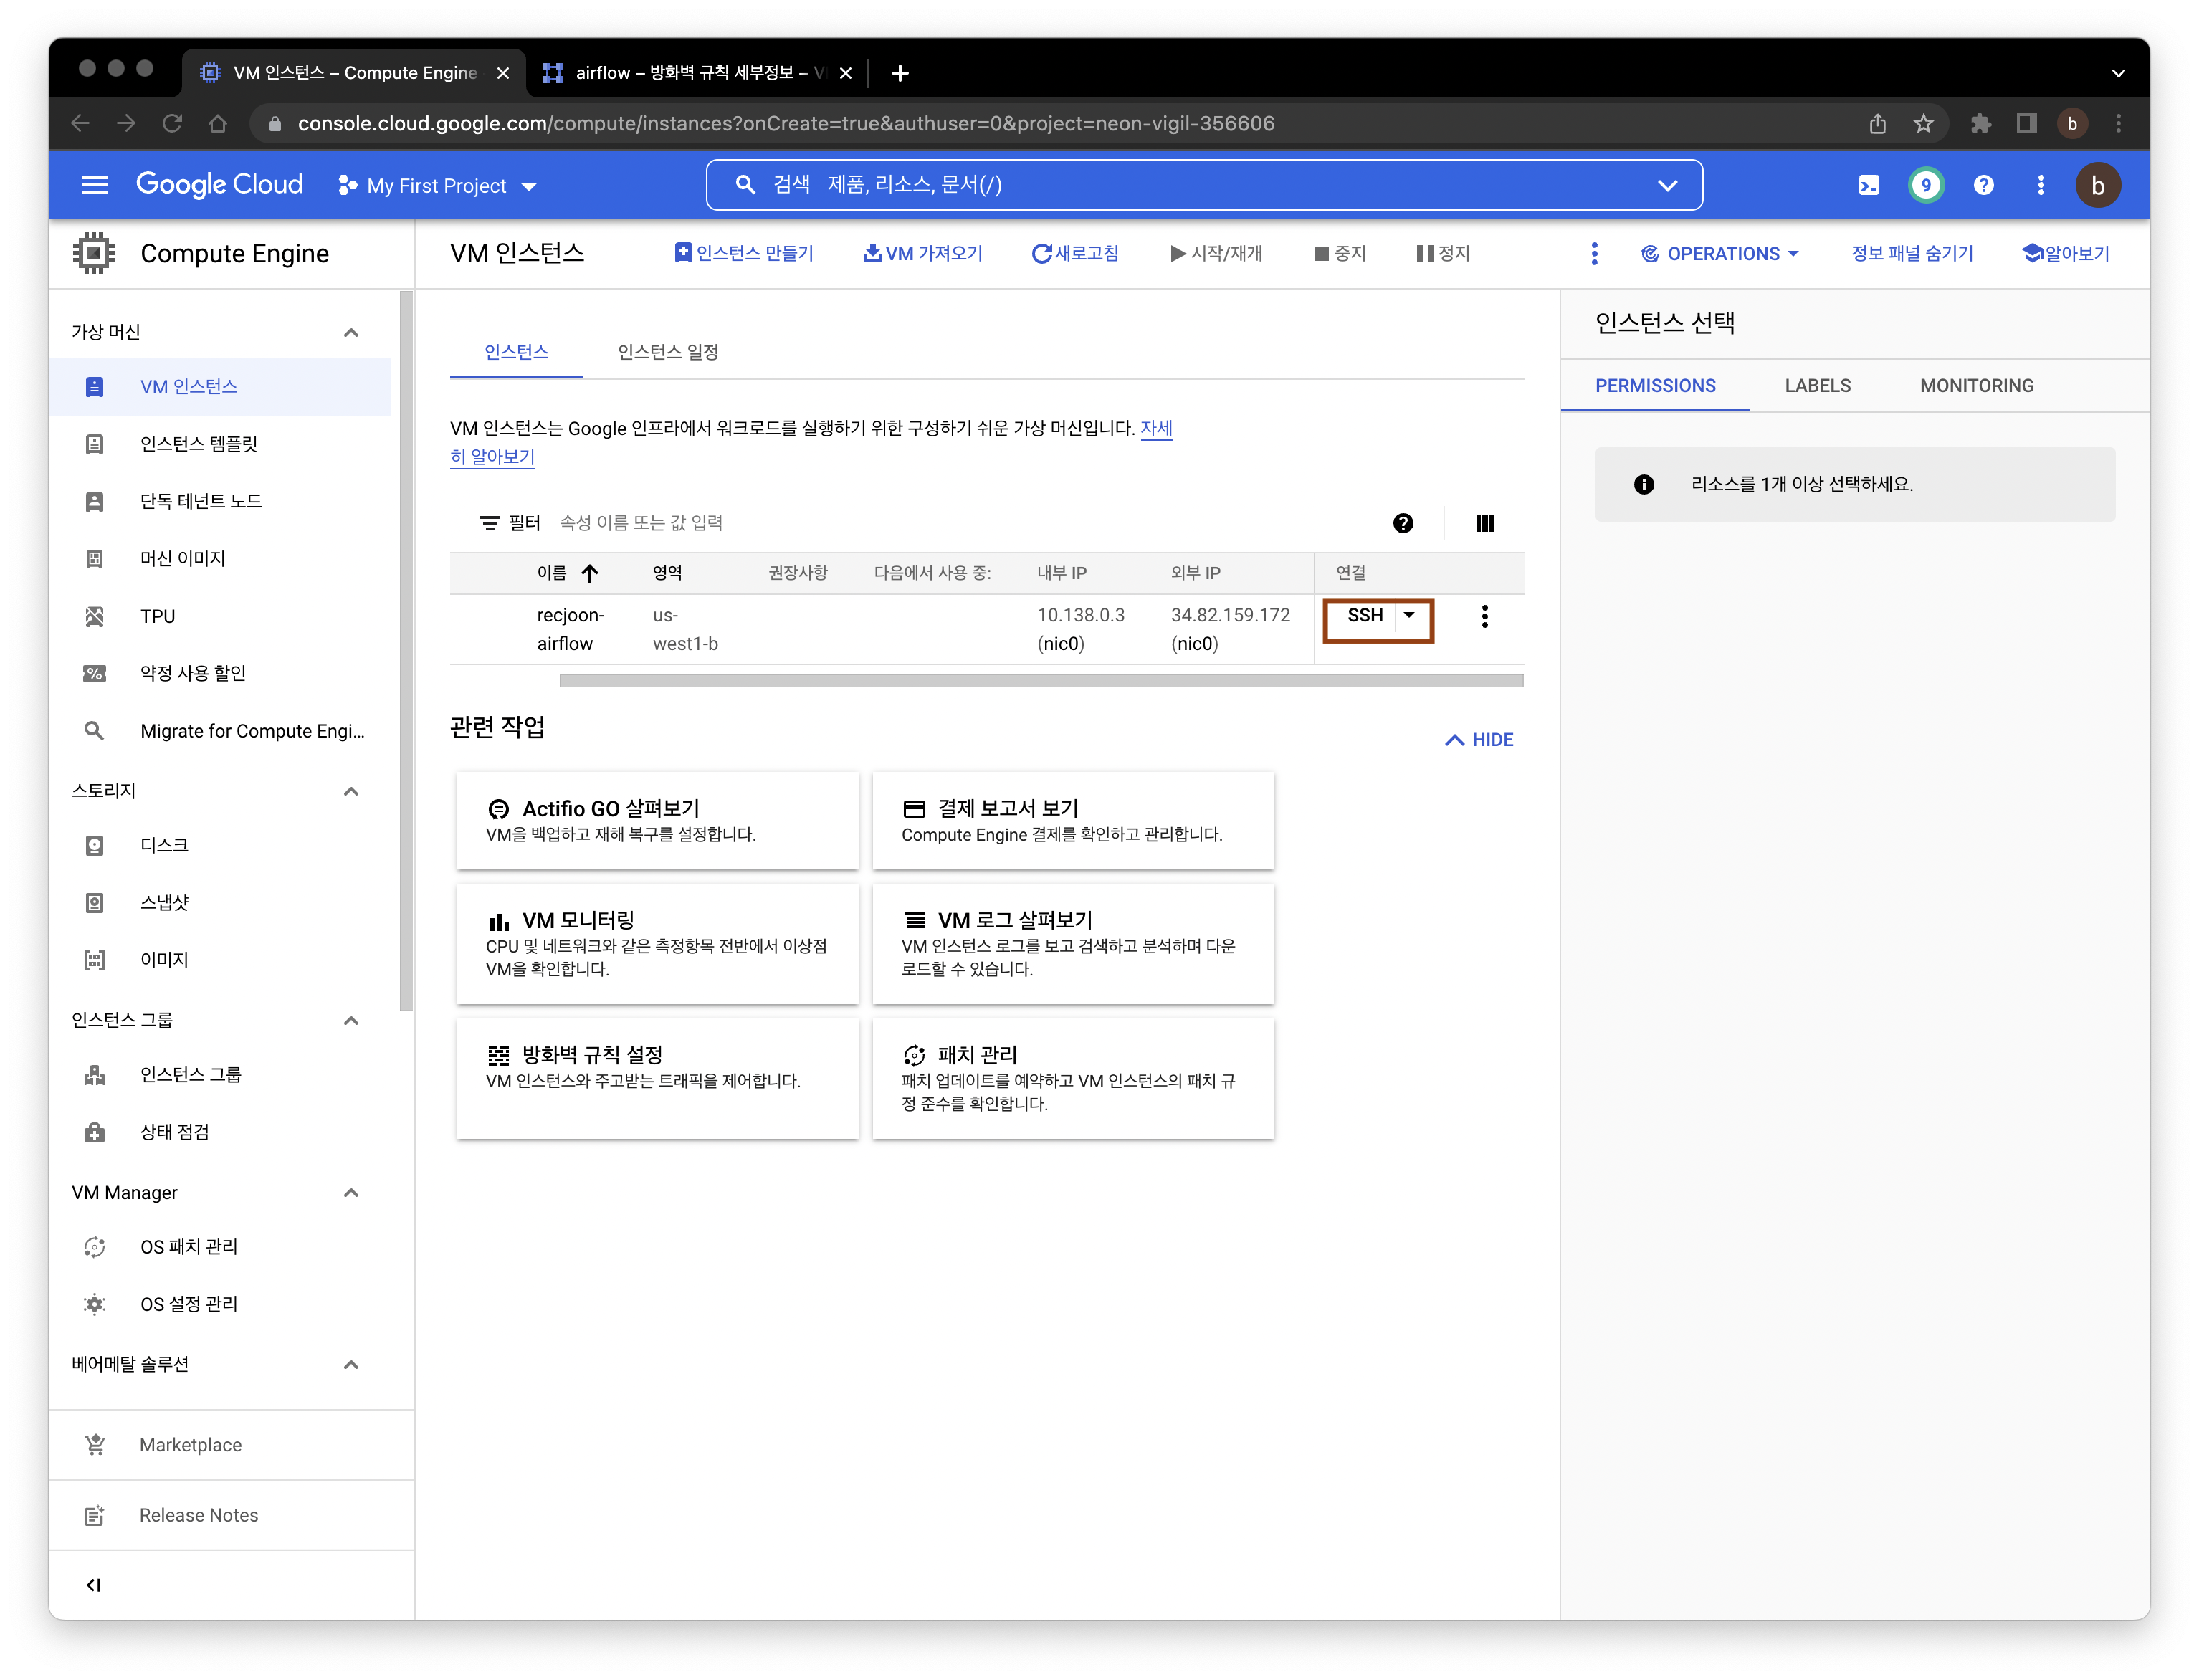 VM 인스턴스 – Compute Engine
airflow – 방화벽 규칙 세부정보 – V
console.cloud.google.com/compute/instances?onCreate=true&authuser=0&project=neon-vigil-356606
b
Google Cloud
My First Project
검색 제품, 리소스, 문서(/)
9
b
Compute Engine
VM 인스턴스
인스턴스 만들기
VM 가져오기
새로고침
시작/재개
중지
정지
OPERATIONS
정보 패널 숨기기
알아보기
가상 머신
VM 인스턴스
인스턴스 템플릿
단독 테넌트 노드
머신 이미지
TPU
약정 사용 할인
Migrate for Compute Engi...
스토리지
디스크
스냅샷
이미지
인스턴스 그룹
인스턴스 그룹
상태 점검
VM Manager
OS 패치 관리
OS 설정 관리
베어메탈 솔루션
Marketplace
Release Notes
인스턴스
인스턴스 일정
VM 인스턴스는 Google 인프라에서 워크로드를 실행하기 위한 구성하기 쉬운 가상 머신입니다. 자세
히 알아보기
필터 속성 이름 또는 값 입력
이름 영역 권장사항 다음에서 사용 중: 내부 IP 외부 IP 연결
recjoon- us- 10.138.0.3 34.82.159.172 SSH
airflow west1-b (nic0) (nic0)
관련 작업
HIDE
Actifio GO 살펴보기
VM을 백업하고 재해 복구를 설정합니다.
결제 보고서 보기
Compute Engine 결제를 확인하고 관리합니다.
VM 모니터링
CPU 및 네트워크와 같은 측정항목 전반에서 이상점
VM을 확인합니다.
VM 로그 살펴보기
VM 인스턴스 로그를 보고 검색하고 분석하며 다운
로드할 수 있습니다.
방화벽 규칙 설정
VM 인스턴스와 주고받는 트래픽을 제어합니다.
패치 관리
패치 업데이트를 예약하고 VM 인스턴스의 패치 규
정 준수를 확인합니다.
인스턴스 선택
PERMISSIONS
LABELS
MONITORING
리소스를 1개 이상 선택하세요.